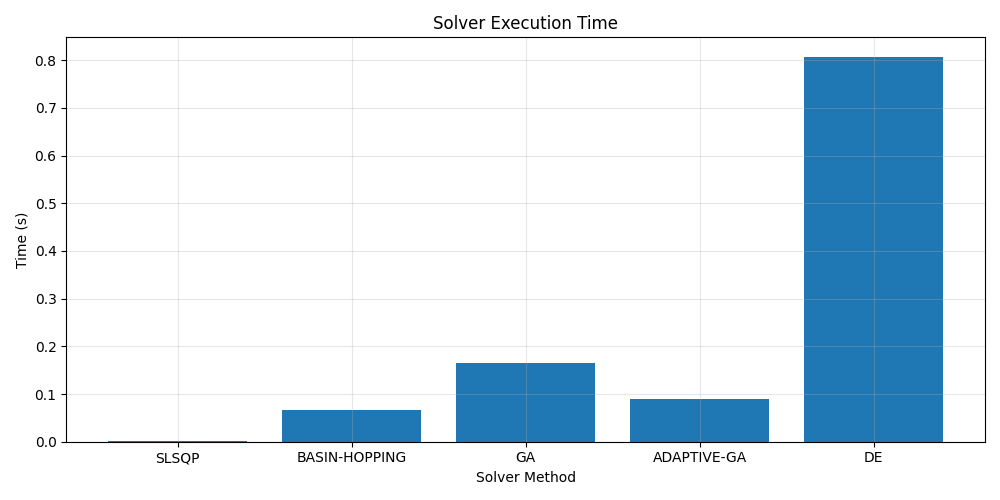 Solver Execution Time
Time (s)
0.8
0.7
0.6
0.5
0.4
0.3
0.2
0.1
0.0
SLSQP BASIN-HOPPING GA ADAPTIVE-GA DE
Solver Method